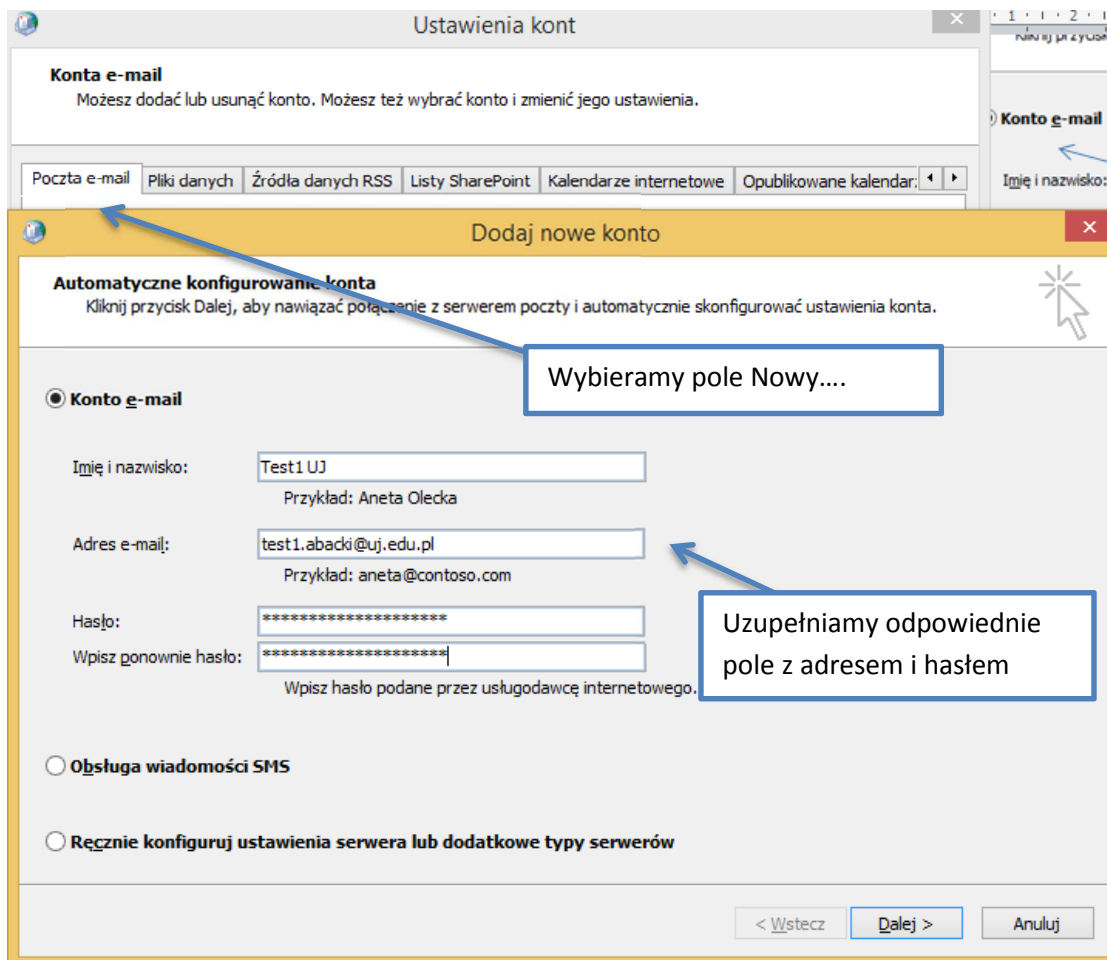 Ustawienia kont
Konta e-mail
Możesz dodać lub usunąć konto. Możesz też wybrać konto i zmienić jego ustawienia.
Poczta e-mail Pliki danych Źródła danych RSS Listy SharePoint Kalendarze internetowe Opublikowane kalendarz
· 1 · ı · 2 · ı
Kliknij przycisk
Konto e-mail
Imię i nazwisko:
Dodaj nowe konto
Automatyczne konfigurowanie konta
Kliknij przycisk Dalej, aby nawiązać połączenie z serwerem poczty i automatycznie skonfigurować ustawienia konta.
Wybieramy pole Nowy....
Konto e-mail
Imię i nazwisko: Test1 UJ
Przykład: Aneta Olecka
Adres e-mail: test1.abacki@uj.edu.pl
Przykład: aneta@contoso.com
Hasło: ********************
Wpisz ponownie hasło: ********************
Wpisz hasło podane przez usługodawcę internetowego.
Uzupełniamy odpowiednie
pole z adresem i hasłem
Obsługa wiadomości SMS
Ręcznie konfiguruj ustawienia serwera lub dodatkowe typy serwerów
< Wstecz Dalej > Anuluj